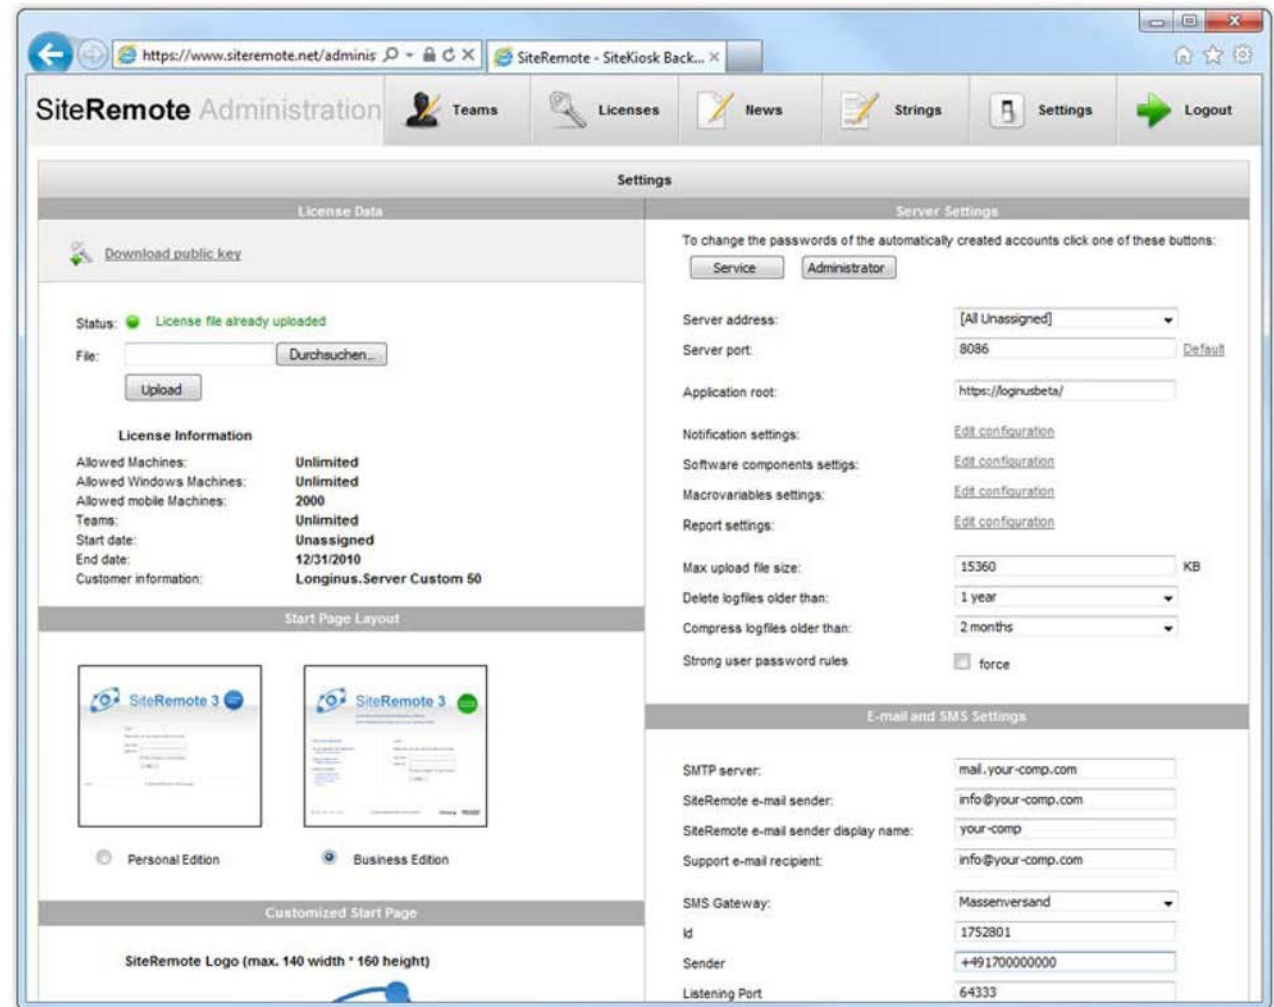 https://www.siteremote.net/adminis
SiteRemote - SiteKiosk Back...
SiteRemote Administration
Teams
Licenses
News
Strings
Settings
Logout
Settings
License Data
Download public key
Status: License file already uploaded
File: Durchsuchen...
Upload
License Information
Allowed Machines: Unlimited
Allowed Windows Machines: Unlimited
Allowed mobile Machines: 2000
Teams: Unlimited
Start date: Unassigned
End date: 12/31/2010
Customer information: Longinus.Server Custom 50
Start Page Layout
SiteRemote 3
SiteRemote 3
Personal Edition
Business Edition
Customized Start Page
SiteRemote Logo (max. 140 width * 160 height)
Server Settings
To change the passwords of the automatically created accounts click one of these buttons:
Service Administrator
Server address: [All Unassigned]
Server port: 8086 Default
Application root: https://loginusbeta/
Notification settings: Edit configuration
Software components settigs: Edit configuration
Macrovariables settings: Edit configuration
Report settings: Edit configuration
Max upload file size: 15360 KB
Delete logfiles older than: 1 year
Compress logfiles older than: 2 months
Strong user password rules force
E-mail and SMS Settings
SMTP server: mail.your-comp.com
SiteRemote e-mail sender: info@your-comp.com
SiteRemote e-mail sender display name: your-comp
Support e-mail recipient: info@your-comp.com
SMS Gateway: Massenversand
Id 1752801
Sender +491700000000
Listening Port 64333